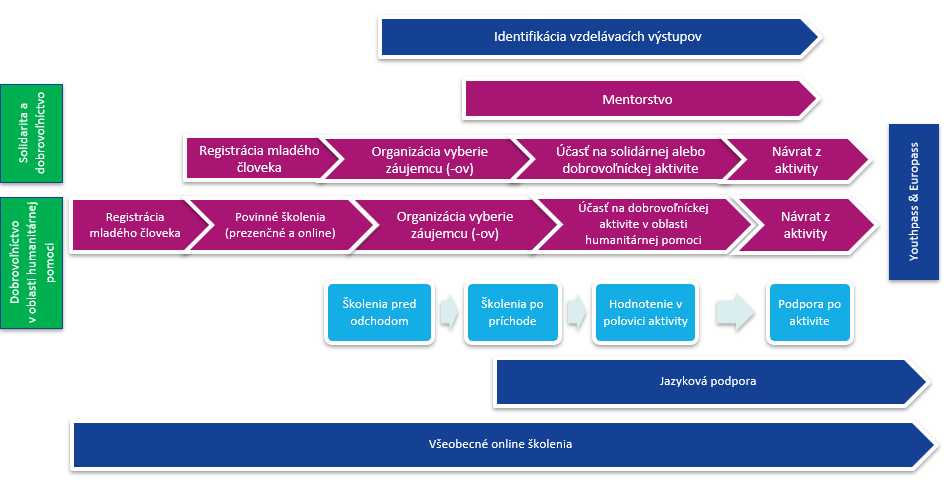 Identifikácia vzdelávacích výstupov
Mentorstvo
Solidarita a
dobrovoľníctvo
Registrácia mladého
človeka
Organizácia vyberie
záujemcu (-ov)
Účasť na solidárnej alebo
dobrovoľníckej aktivite
Návrat z
aktivity
Dobrovoľníctvo
v oblasti humanitárnej
pomoci
Registrácia
mladého človeka
Povinné školenia
(prezenčné a online)
Organizácia vyberie
záujemcu (-ov)
Účasť na dobrovoľníckej
aktivite v oblasti
humanitárnej pomoci
Návrat z
aktivity
Youthpass & Europass
Školenia pred
odchodom
Školenia po
príchode
Hodnotenie v
polovici aktivity
Podpora po
aktivite
Jazyková podpora
Všeobecné online školenia